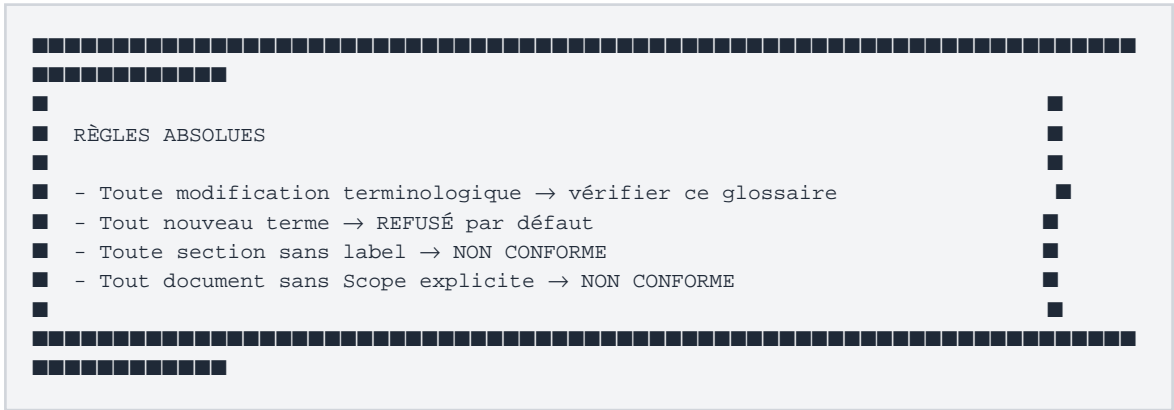 RÈGLES ABSOLUES
- Toute modification terminologique → vérifier ce glossaire
- Tout nouveau terme → REFUSÉ par défaut
- Toute section sans label → NON CONFORME
- Tout document sans Scope explicite → NON CONFORME